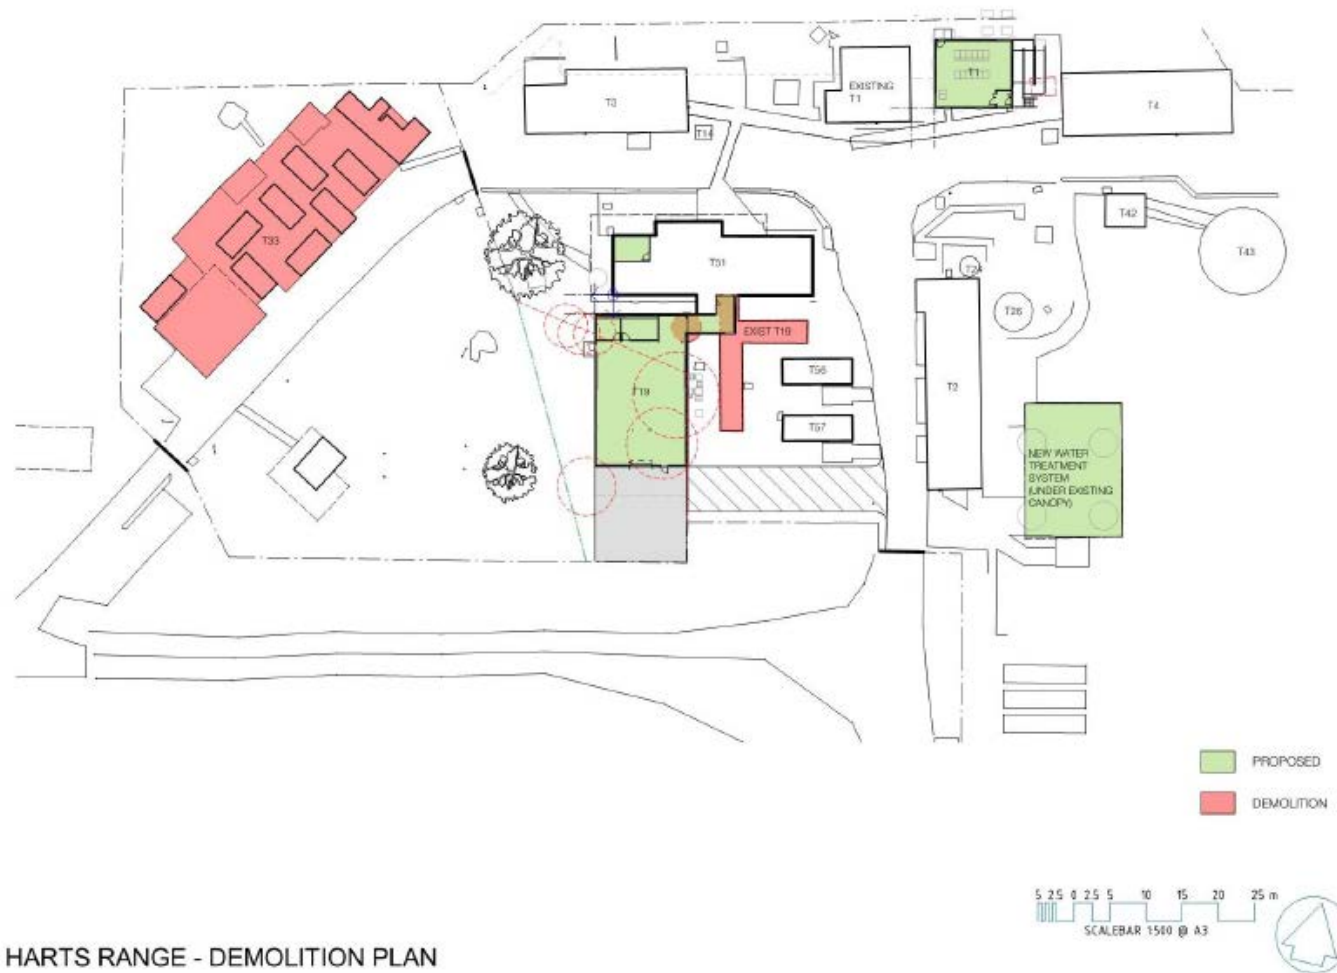 T3
EXISTING
T1
T1
T4
T14
T33
T42
T43
T51
T24
T26
EXIST T19
T56
T2
T19
T57
NEW WATER
TREATMENT
SYSTEM
(UNDER EXISTING
CANOPY)
PROPOSED
DEMOLITION
5 2.5 0 2.5 5 10 15 20 25 m
SCALEBAR 1:500 @ A3
HARTS RANGE - DEMOLITION PLAN